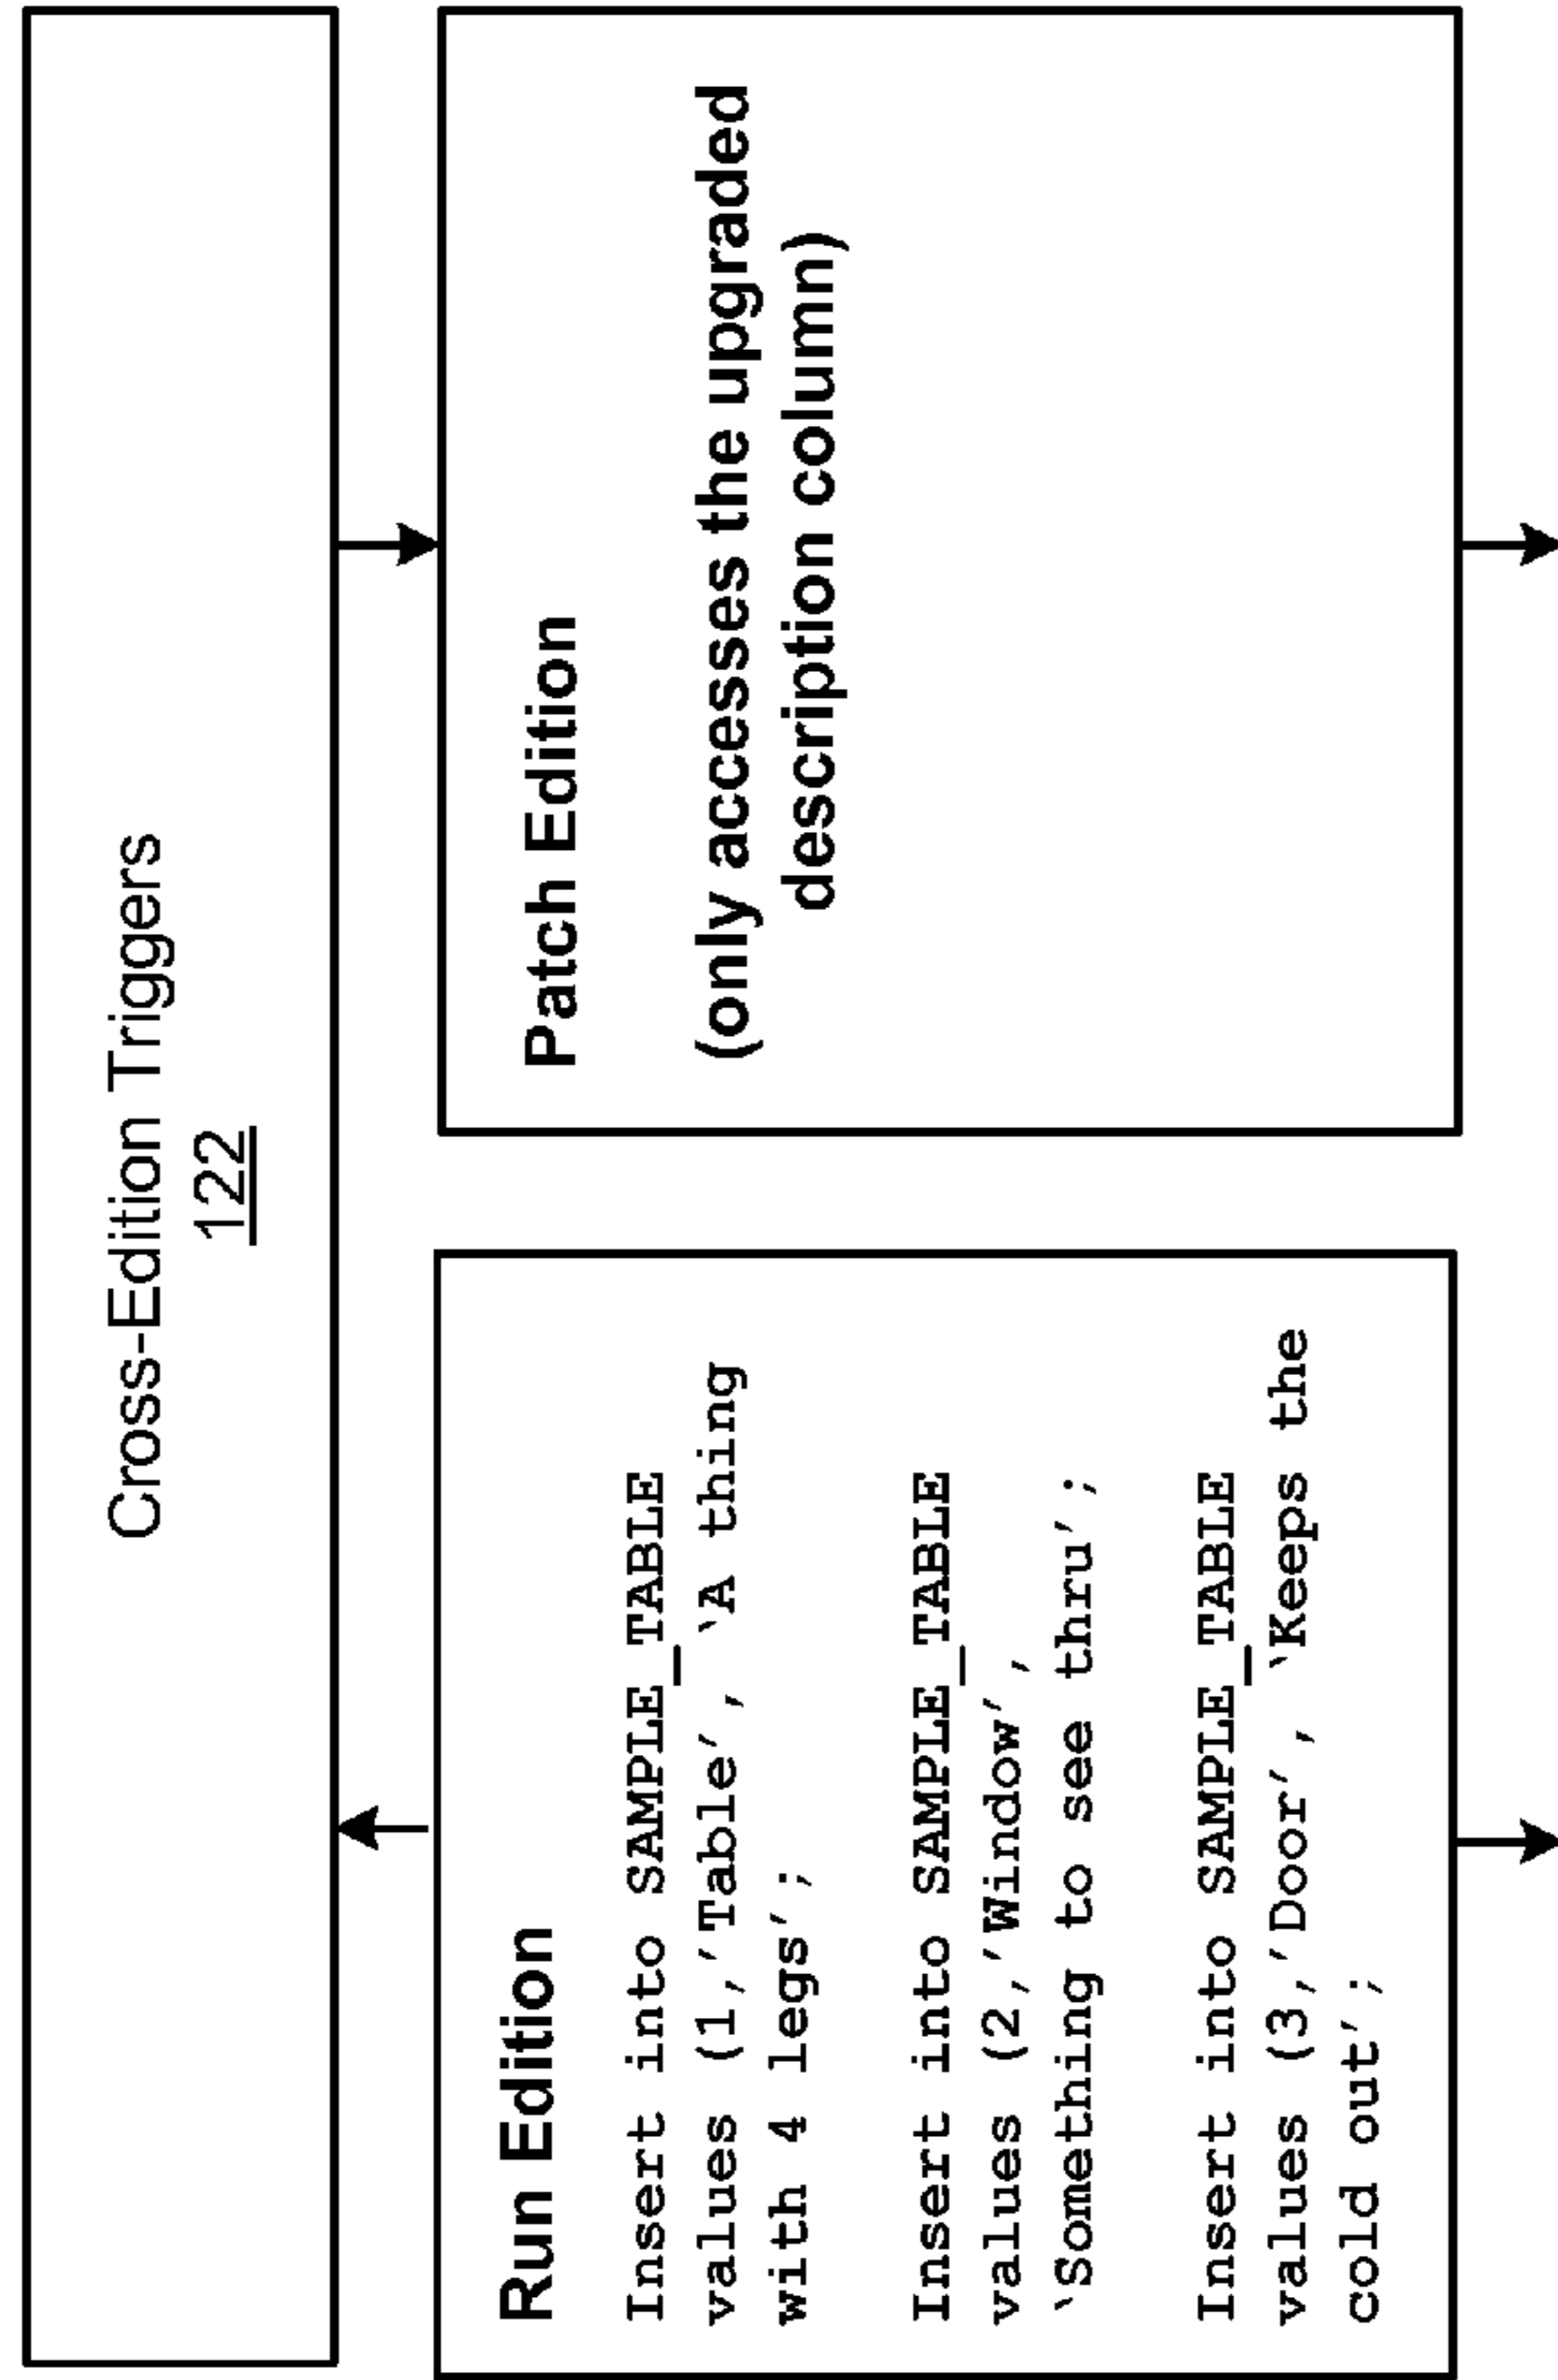 Cross-Edition Triggers
122
Run Edition
Insert into SAMPLE_TABLE
values (1,'Table', `A thing
with 4 legs';
Insert into SAMPLE_TABLE
values (2,'Window',
`Something to see thru';
Insert into SAMPLE_TABLE
values (3,'Door', `Keeps the
cold out';
Patch Edition
(only accesses the upgraded
description column)